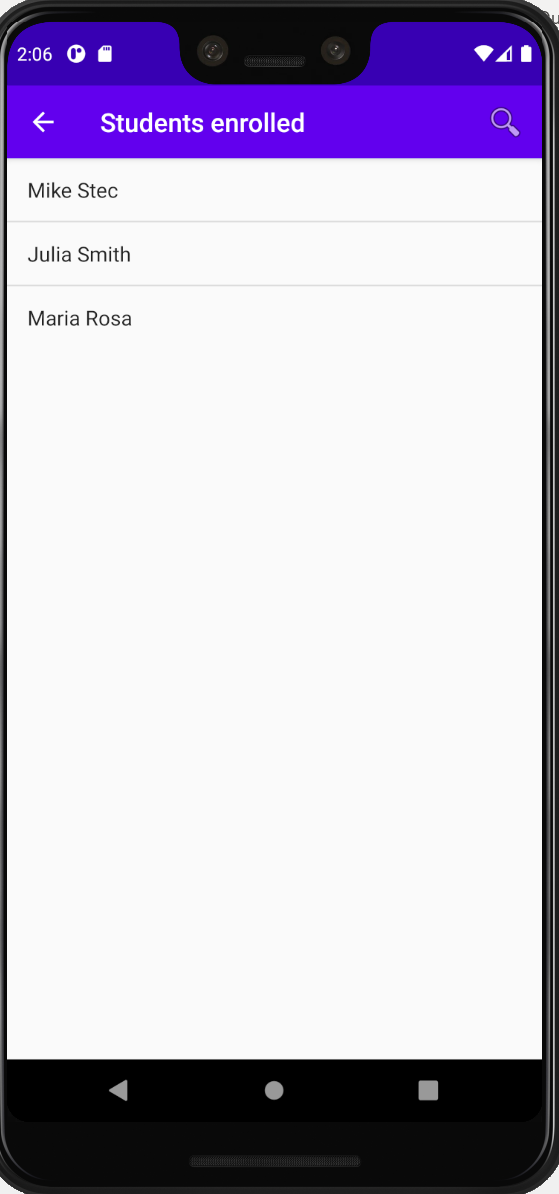 2:06
Students enrolled
Mike Stec
Julia Smith
Maria Rosa